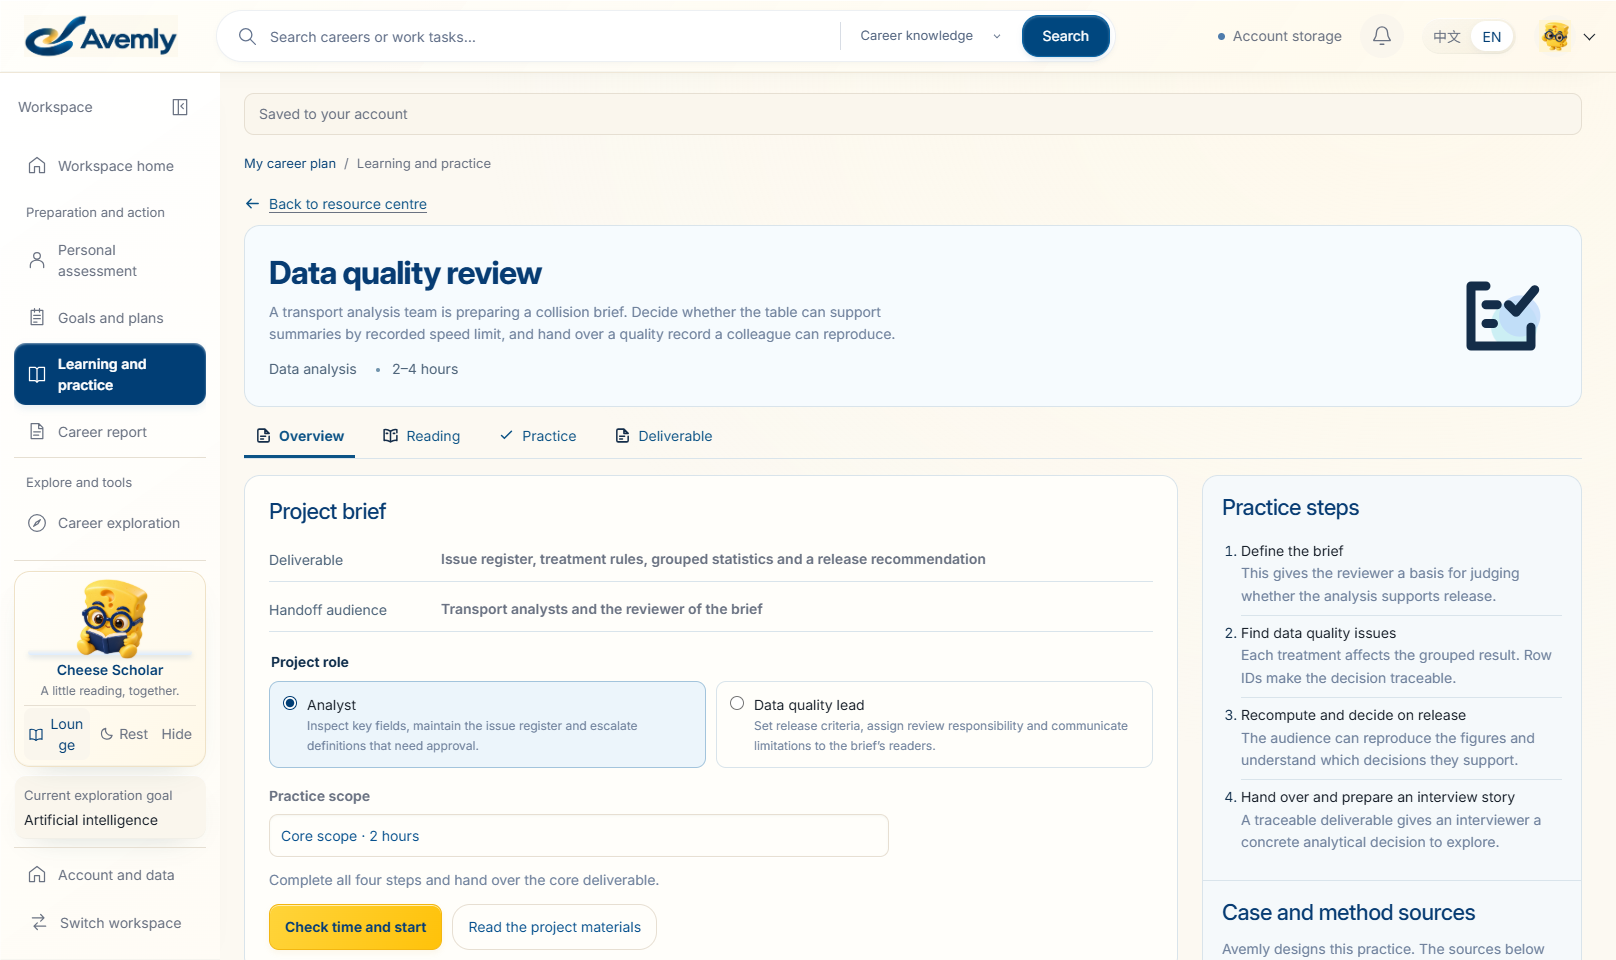 Avemly
Search careers or work tasks...
Career knowledge
Search
Account storage
中文
EN
Workspace
Workspace home
Preparation and action
Personal
assessment
Goals and plans
Learning and
practice
Career report
Explore and tools
Career exploration
Cheese Scholar
A little reading, together.
Loun
ge
Rest
Hide
Current exploration goal
Artificial intelligence
Account and data
Switch workspace
Saved to your account
My career plan / Learning and practice
Back to resource centre
Data quality review
A transport analysis team is preparing a collision brief. Decide whether the table can support
summaries by recorded speed limit, and hand over a quality record a colleague can reproduce.
Data analysis • 2–4 hours
Overview
Reading
Practice
Deliverable
Project brief
Deliverable
Issue register, treatment rules, grouped statistics and a release recommendation
Handoff audience
Transport analysts and the reviewer of the brief
Project role
Analyst
Inspect key fields, maintain the issue register and escalate
definitions that need approval.
Data quality lead
Set release criteria, assign review responsibility and communicate
limitations to the brief’s readers.
Practice scope
Core scope · 2 hours
Complete all four steps and hand over the core deliverable.
Check time and start
Read the project materials
Practice steps
1. Define the brief
This gives the reviewer a basis for judging
whether the analysis supports release.
2. Find data quality issues
Each treatment affects the grouped result. Row
IDs make the decision traceable.
3. Recompute and decide on release
The audience can reproduce the figures and
understand which decisions they support.
4. Hand over and prepare an interview story
A traceable deliverable gives an interviewer a
concrete analytical decision to explore.
Case and method sources
Avemly designs this practice. The sources below